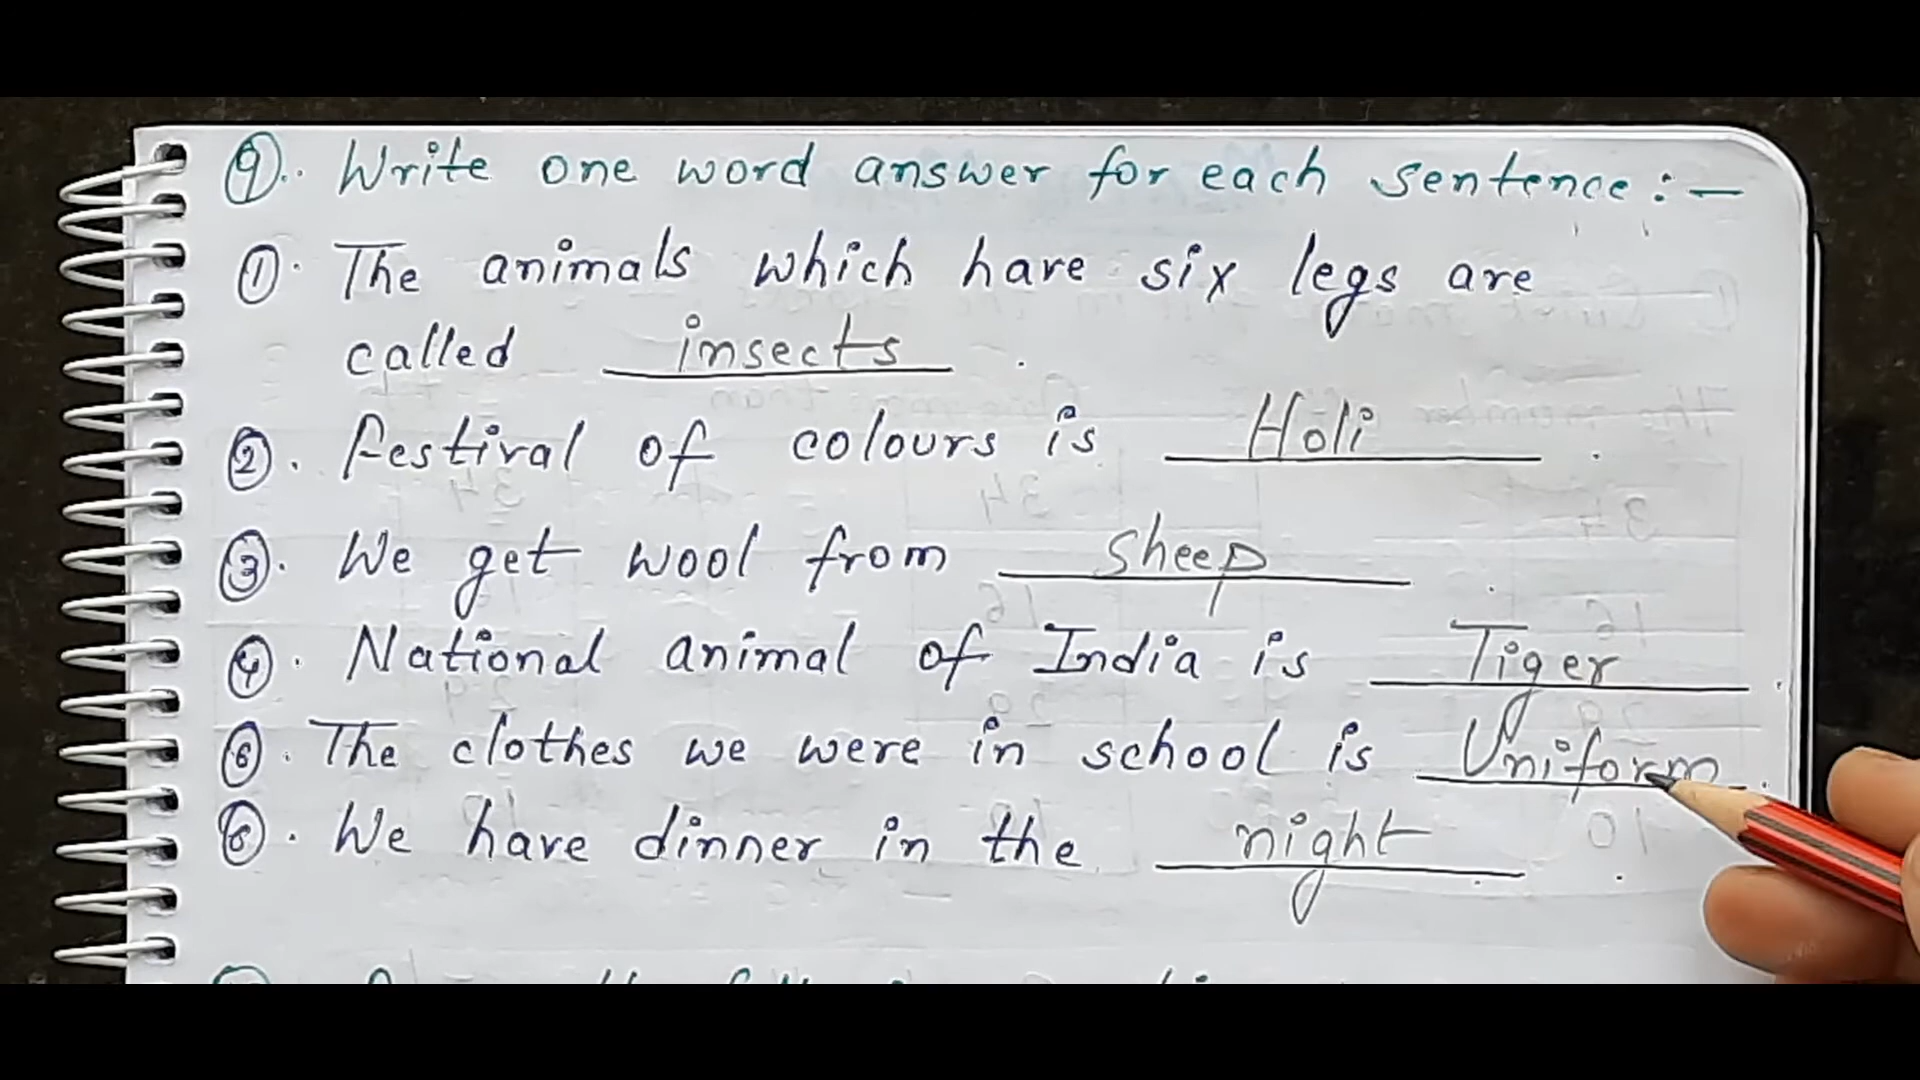 9. Write one word answer for each sentence :-
1. The animals which have six legs are
called insects .
2. Festival of colours is Holi .
3. We get wool from Sheep .
4. National animal of India is Tiger .
5. The clothes we were in school is Uniform .
6. We have dinner in the night .